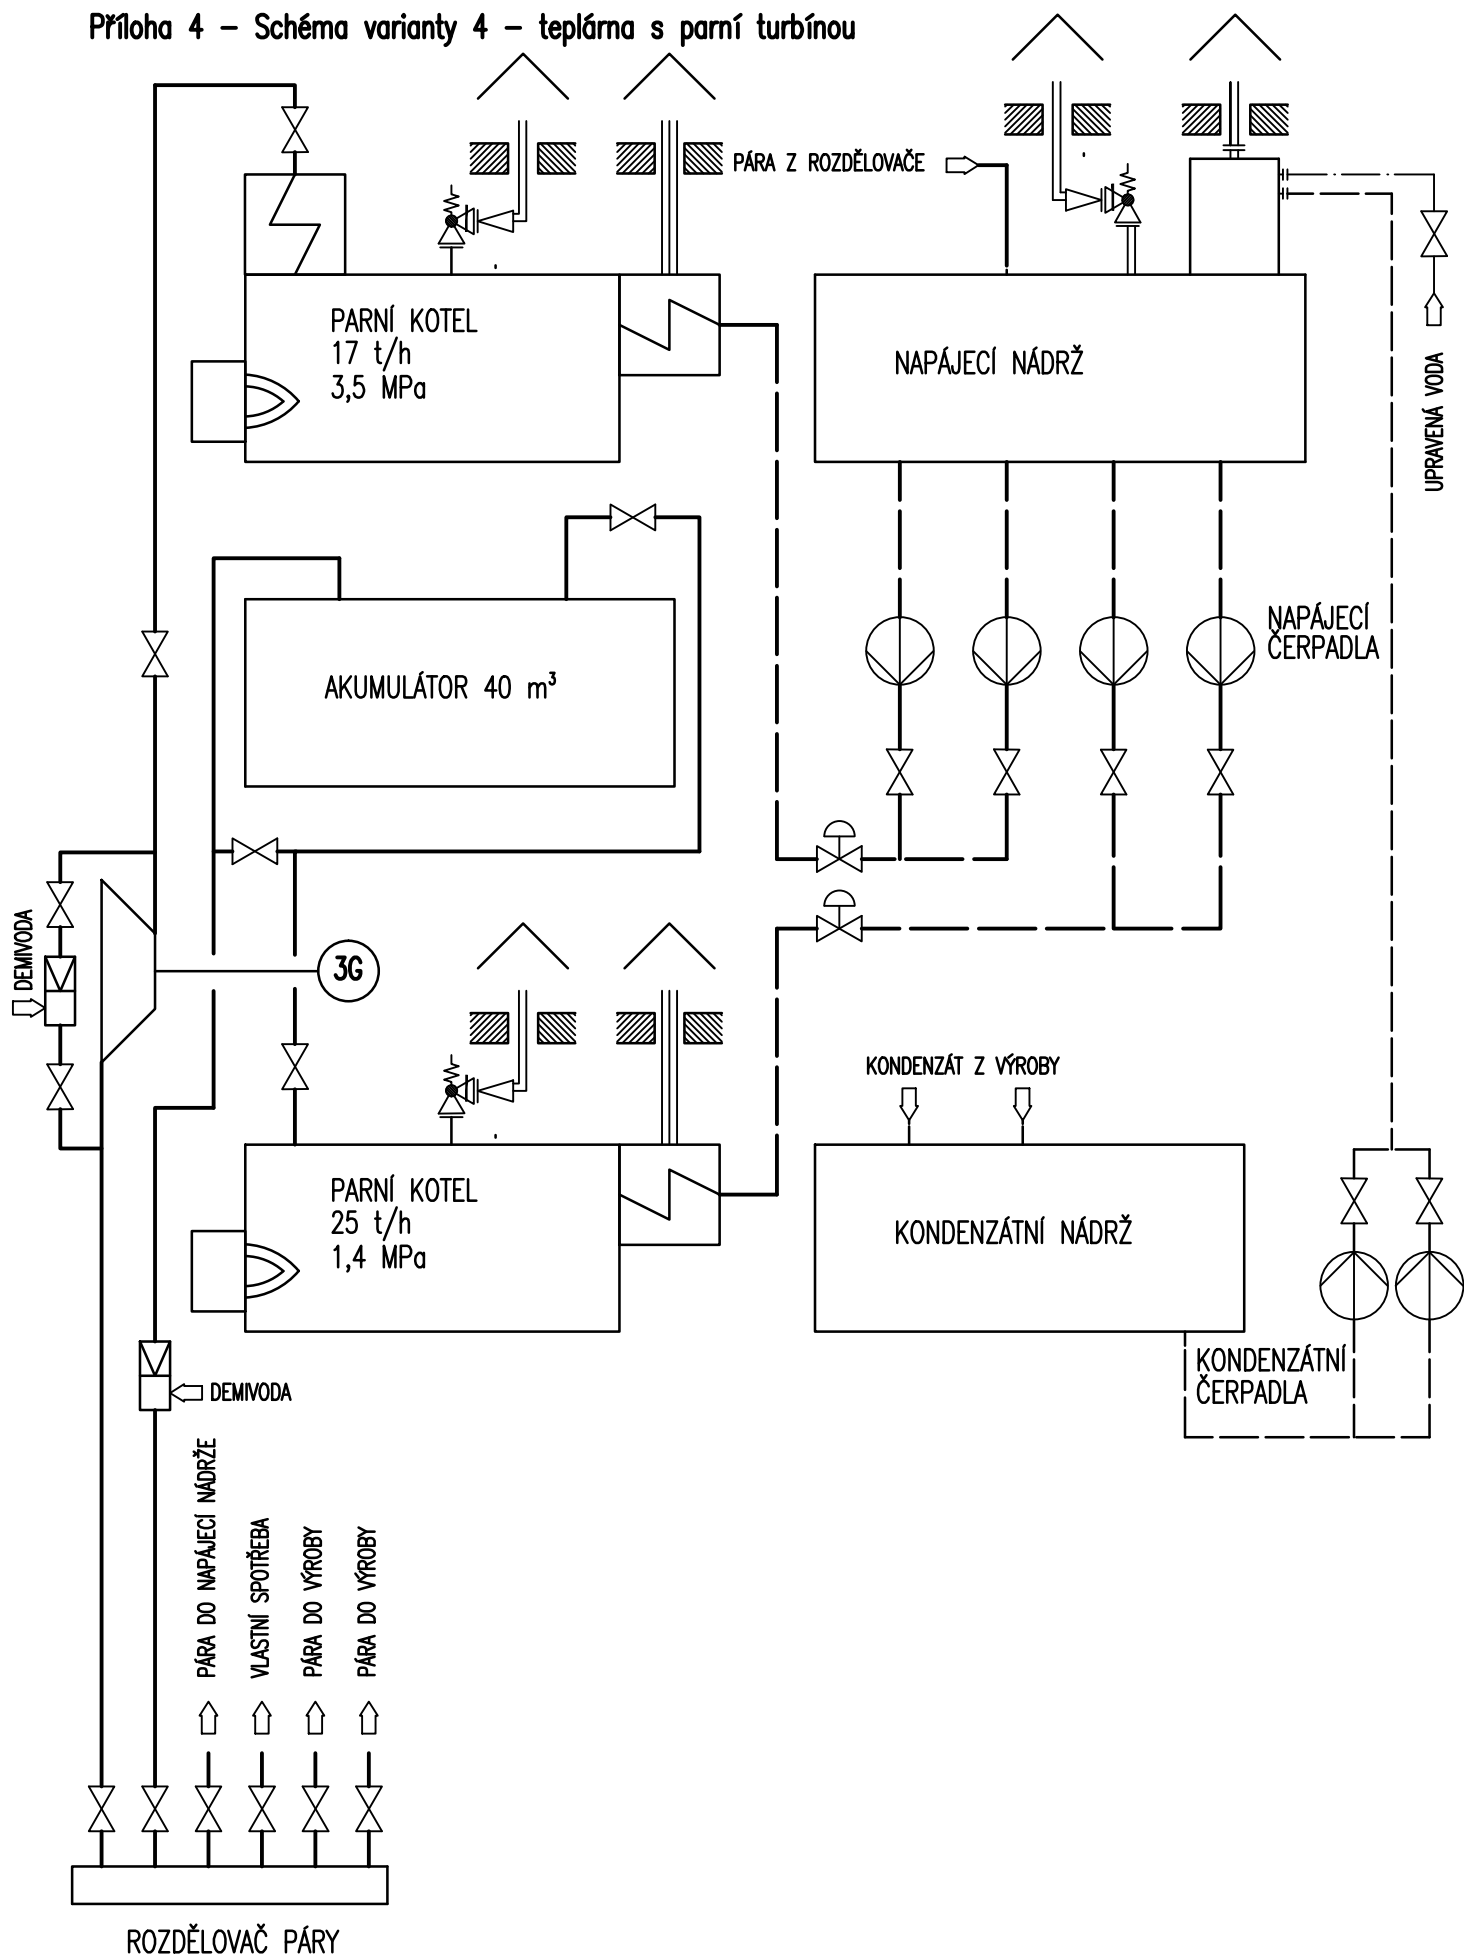 Příloha 4 – Schéma varianty 4 – teplárna s parní turbínou
PÁRA Z ROZDĚLOVAČE
PARNÍ KOTEL
17 t/h
3,5 MPa
NAPÁJECÍ NÁDRŽ
UPRAVENÁ VODA
AKUMULÁTOR 40 m³
NAPÁJECÍ
ČERPADLA
DEMIVODA
3G
KONDENZÁT Z VÝROBY
PARNÍ KOTEL
25 t/h
1,4 MPa
KONDENZÁTNÍ NÁDRŽ
KONDENZÁTNÍ
ČERPADLA
DEMIVODA
PÁRA DO NAPÁJECÍ NÁDRŽE
VLASTNÍ SPOTŘEBA
PÁRA DO VÝROBY
PÁRA DO VÝROBY
ROZDĚLOVAČ PÁRY